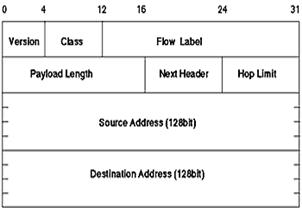 0 4 12 16 24 31
Version Class Flow Label
Payload Length Next Header Hop Limit
Source Address (128bit)
Destination Address (128bit)